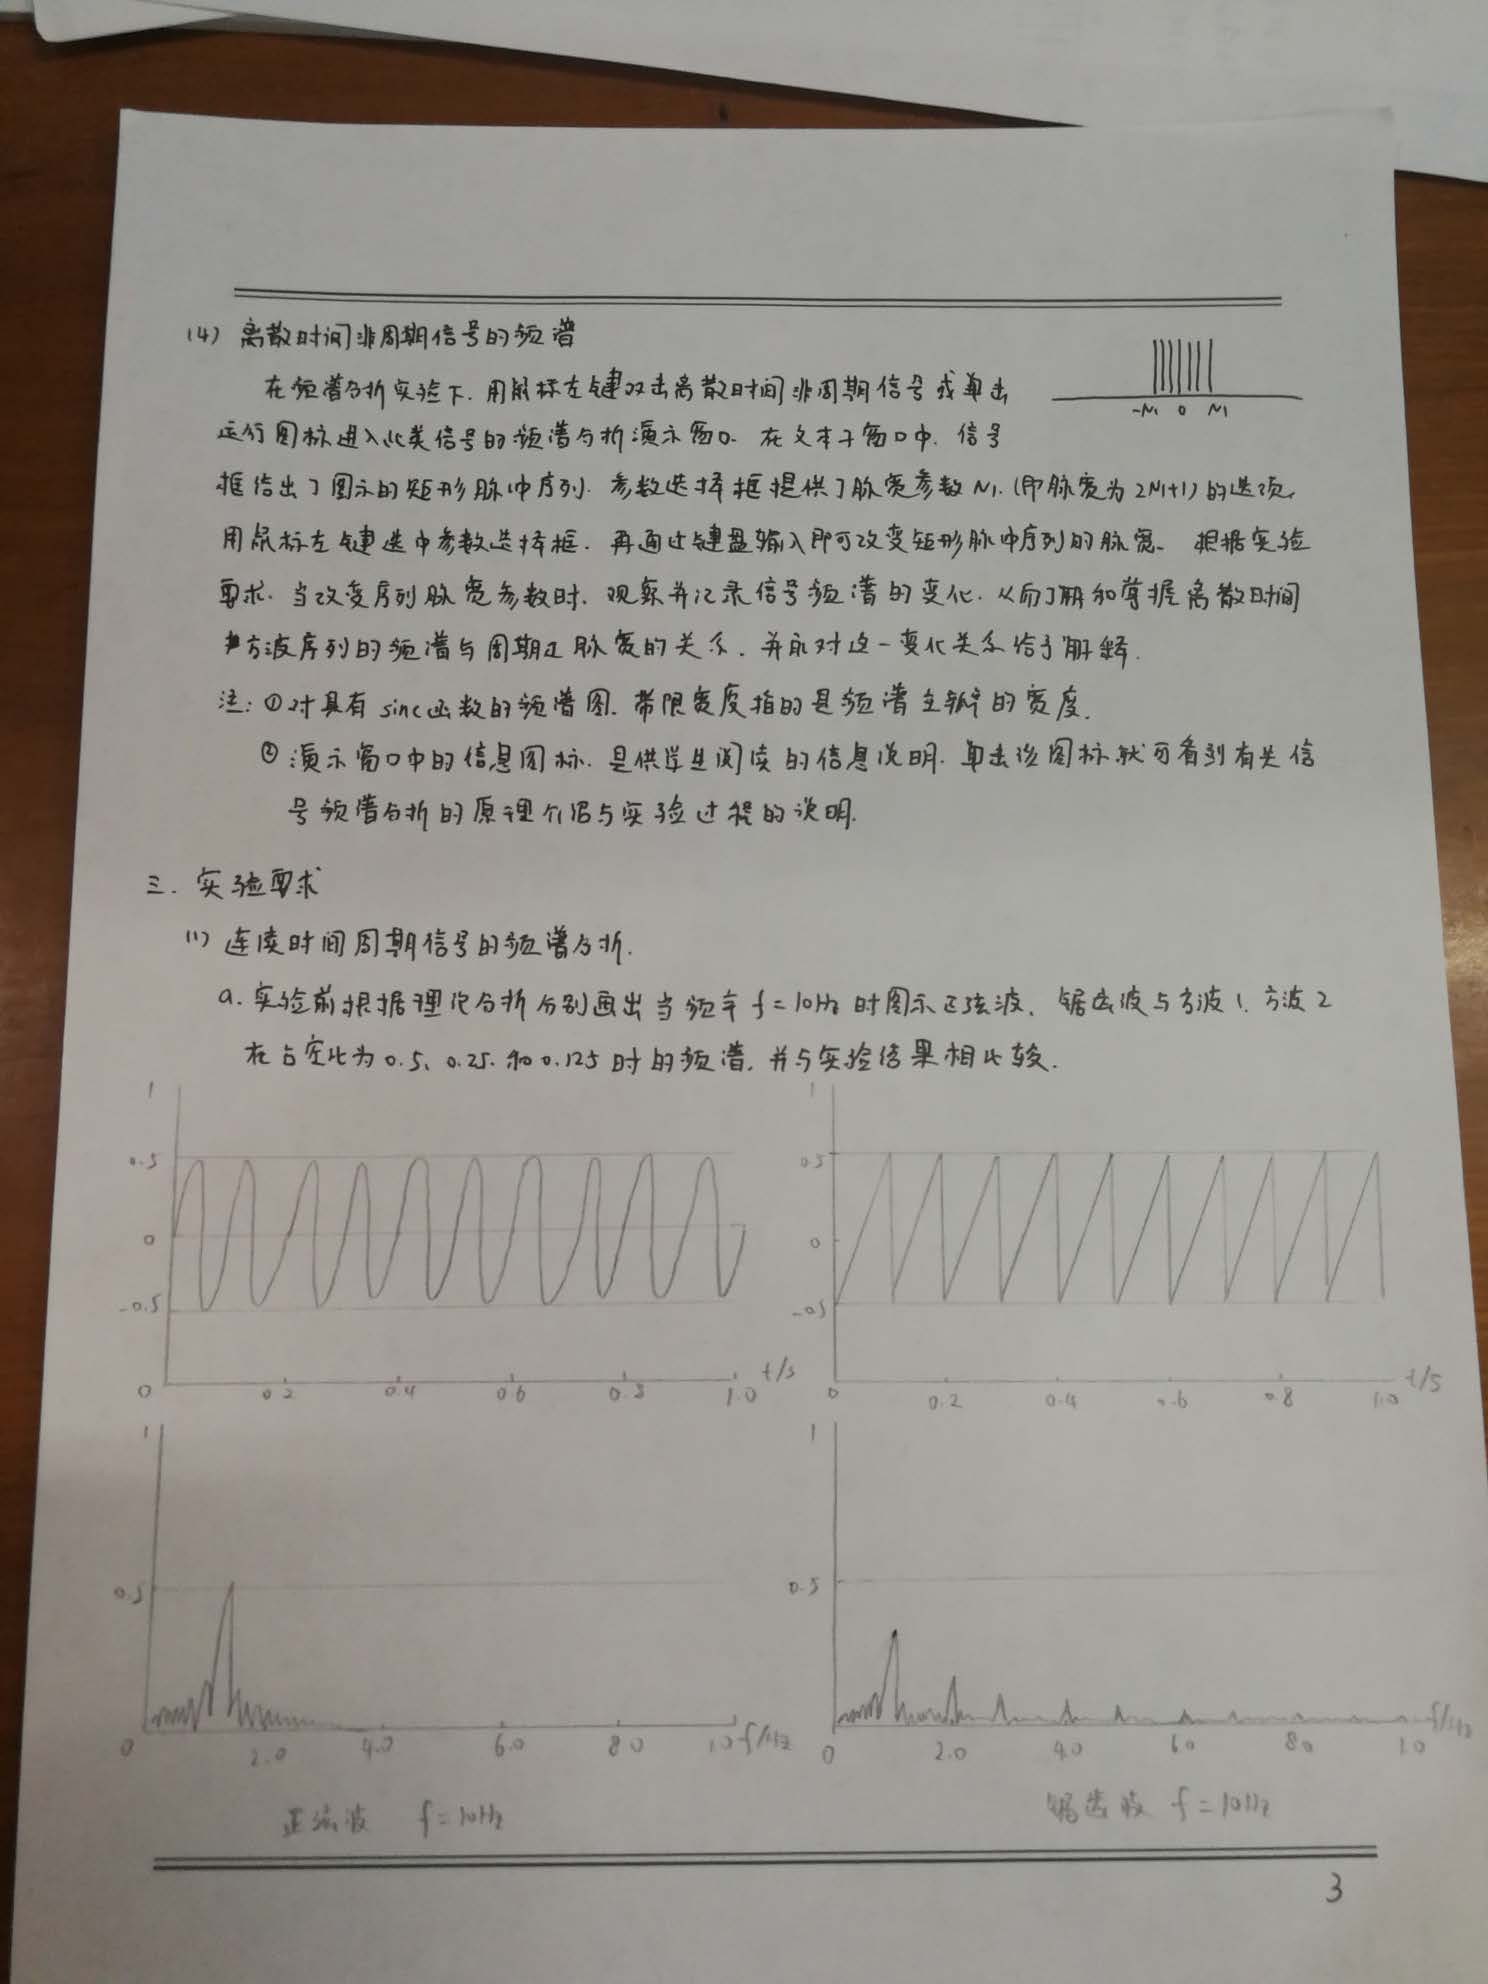 (4) 离散时间非周期信号的频谱
在频谱分析实验下,用鼠标左键双击离散时间非周期信号或单击
-N1 0 N1
运行图标进入此类信号的频谱分析演示窗口. 在文本子窗口中, 信号
框给出了图示的矩形脉冲序列. 参数选择框提供了脉宽参数N1.(即脉宽为2N1+1)的选项,
用鼠标左键选中参数选择框. 再通过键盘输入即可改变矩形脉冲序列的脉宽. 根据实验
要求. 当改变序列脉宽参数时. 观察并记录信号频谱的变化. 从而了解和掌握离散时间
方波序列的频谱与周期及脉宽的关系. 并对这一变化关系给予解释.
注: ①对具有sinc函数的频谱图. 带限宽度指的是频谱主瓣的宽度.
② 演示窗口中的信息图标. 是供学生阅读的信息说明. 单击该图标就可看到有关信
号频谱分析的原理介绍与实验过程的说明.
三. 实验要求
(1) 连续时间周期信号的频谱分析.
a. 实验前根据理论分析分别画出当频率f=10Hz时图示正弦波. 锯齿波与方波1. 方波2
在占空比为0.5、0.25. 和0.125时的频谱. 并与实验结果相比较.
1 1
0.5 0.5
0 0
-0.5 -0.5
0 0.2 0.4 0.6 0.8 1.0 t/s
0 0.2 0.4 0.6 0.8 1.0 t/s
1 1
0.5 0.5
0 2.0 4.0 6.0 8.0 10 f/Hz
0 2.0 4.0 6.0 8.0 10 f/Hz
正弦波 f=10Hz
锯齿波 f=10Hz
3